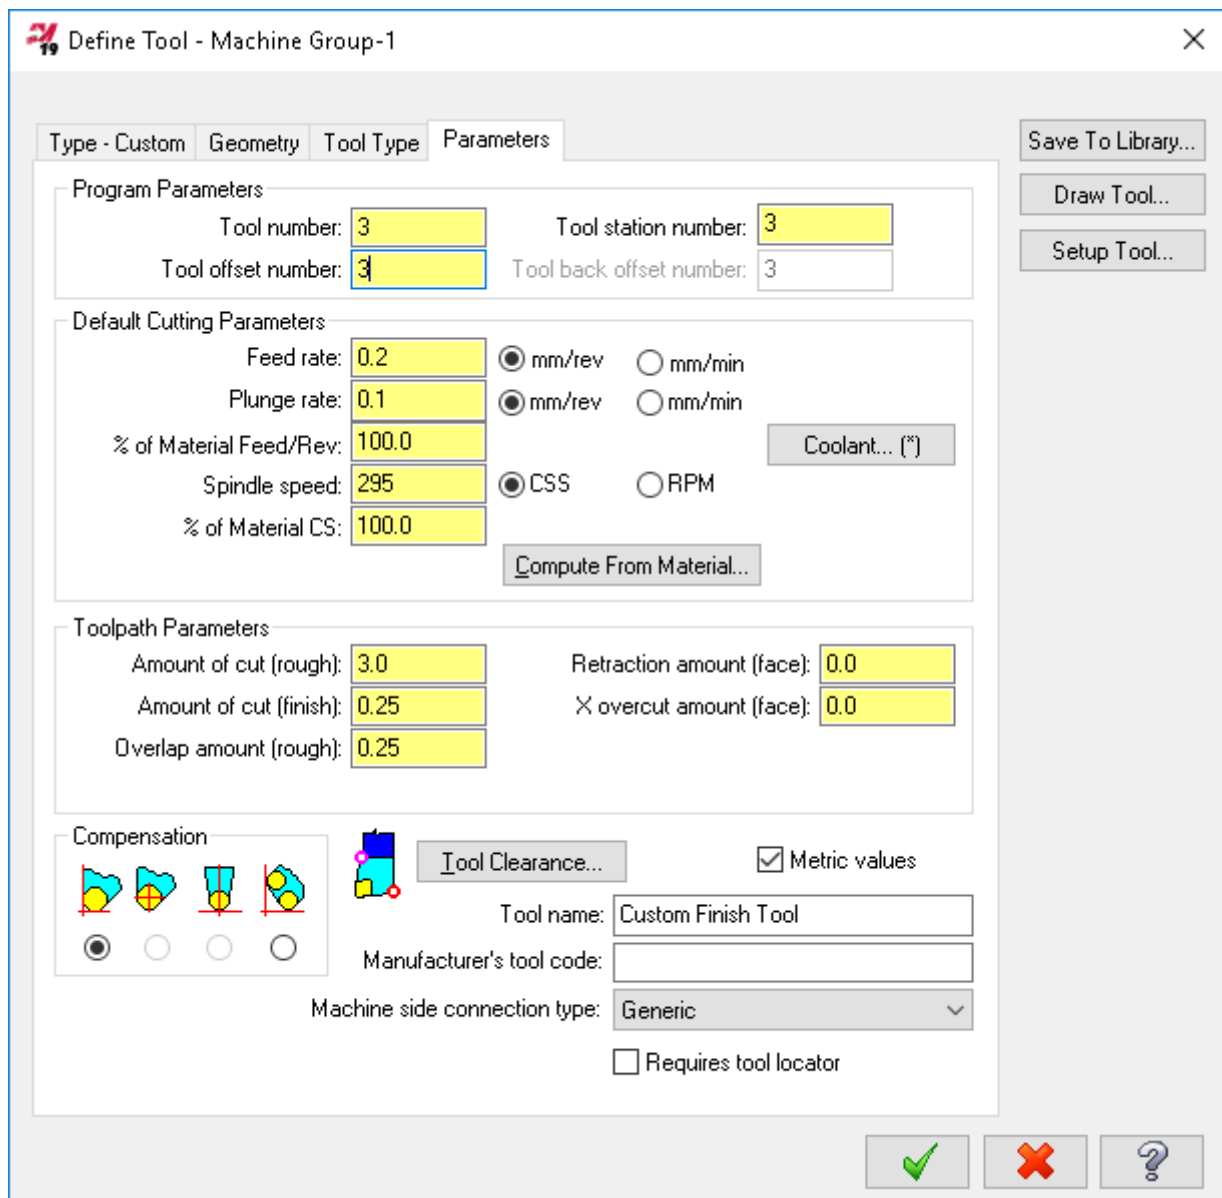 19 Define Tool - Machine Group-1
Type - Custom Geometry Tool Type Parameters
Save To Library...
Draw Tool...
Setup Tool...
Program Parameters
Tool number: 3 Tool station number: 3
Tool offset number: 3 Tool back offset number: 3
Default Cutting Parameters
Feed rate: 0.2 mm/rev mm/min
Plunge rate: 0.1 mm/rev mm/min
% of Material Feed/Rev: 100.0 Coolant... (*)
Spindle speed: 295 CSS RPM
% of Material CS: 100.0
Compute From Material...
Toolpath Parameters
Amount of cut (rough): 3.0 Retraction amount (face): 0.0
Amount of cut (finish): 0.25 X overcut amount (face): 0.0
Overlap amount (rough): 0.25
Compensation
Tool Clearance... Metric values
Tool name: Custom Finish Tool
Manufacturer's tool code:
Machine side connection type: Generic
Requires tool locator